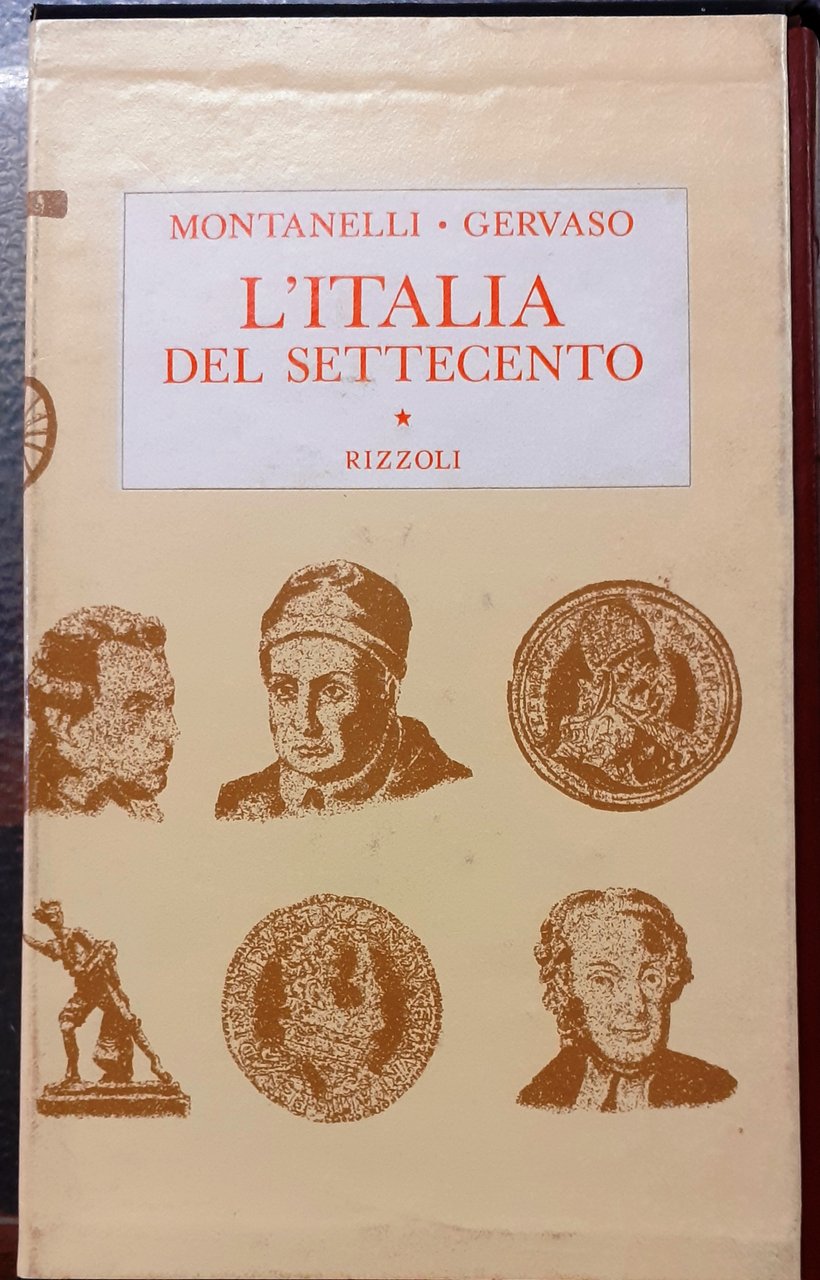 MONTANELLI • GERVASO
L'ITALIA
DEL SETTECENTO
RIZZOLI